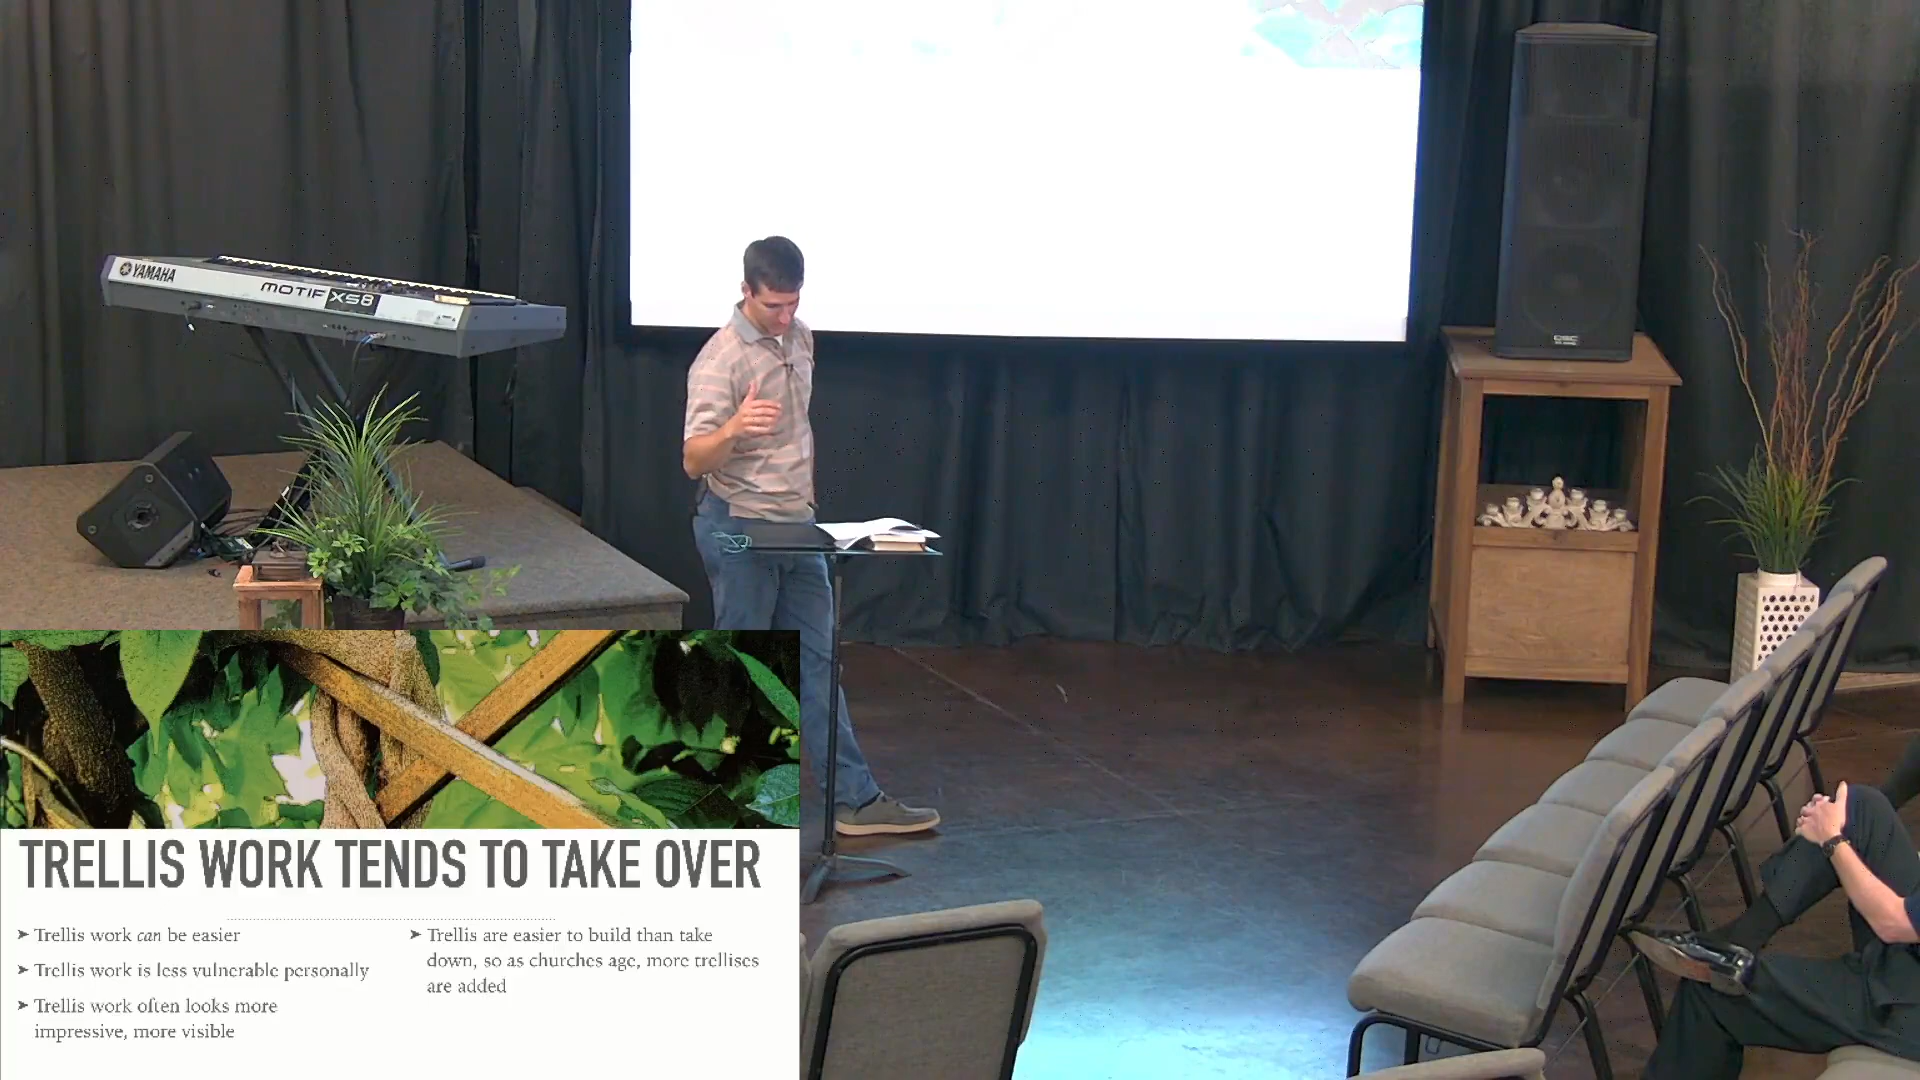 YAMAHA
MOTIF XS8
QSC
TRELLIS WORK TENDS TO TAKE OVER
➤ Trellis work can be easier
➤ Trellis work is less vulnerable personally
➤ Trellis work often looks more
impressive, more visible
➤ Trellis are easier to build than take
down, so as churches age, more trellises
are added